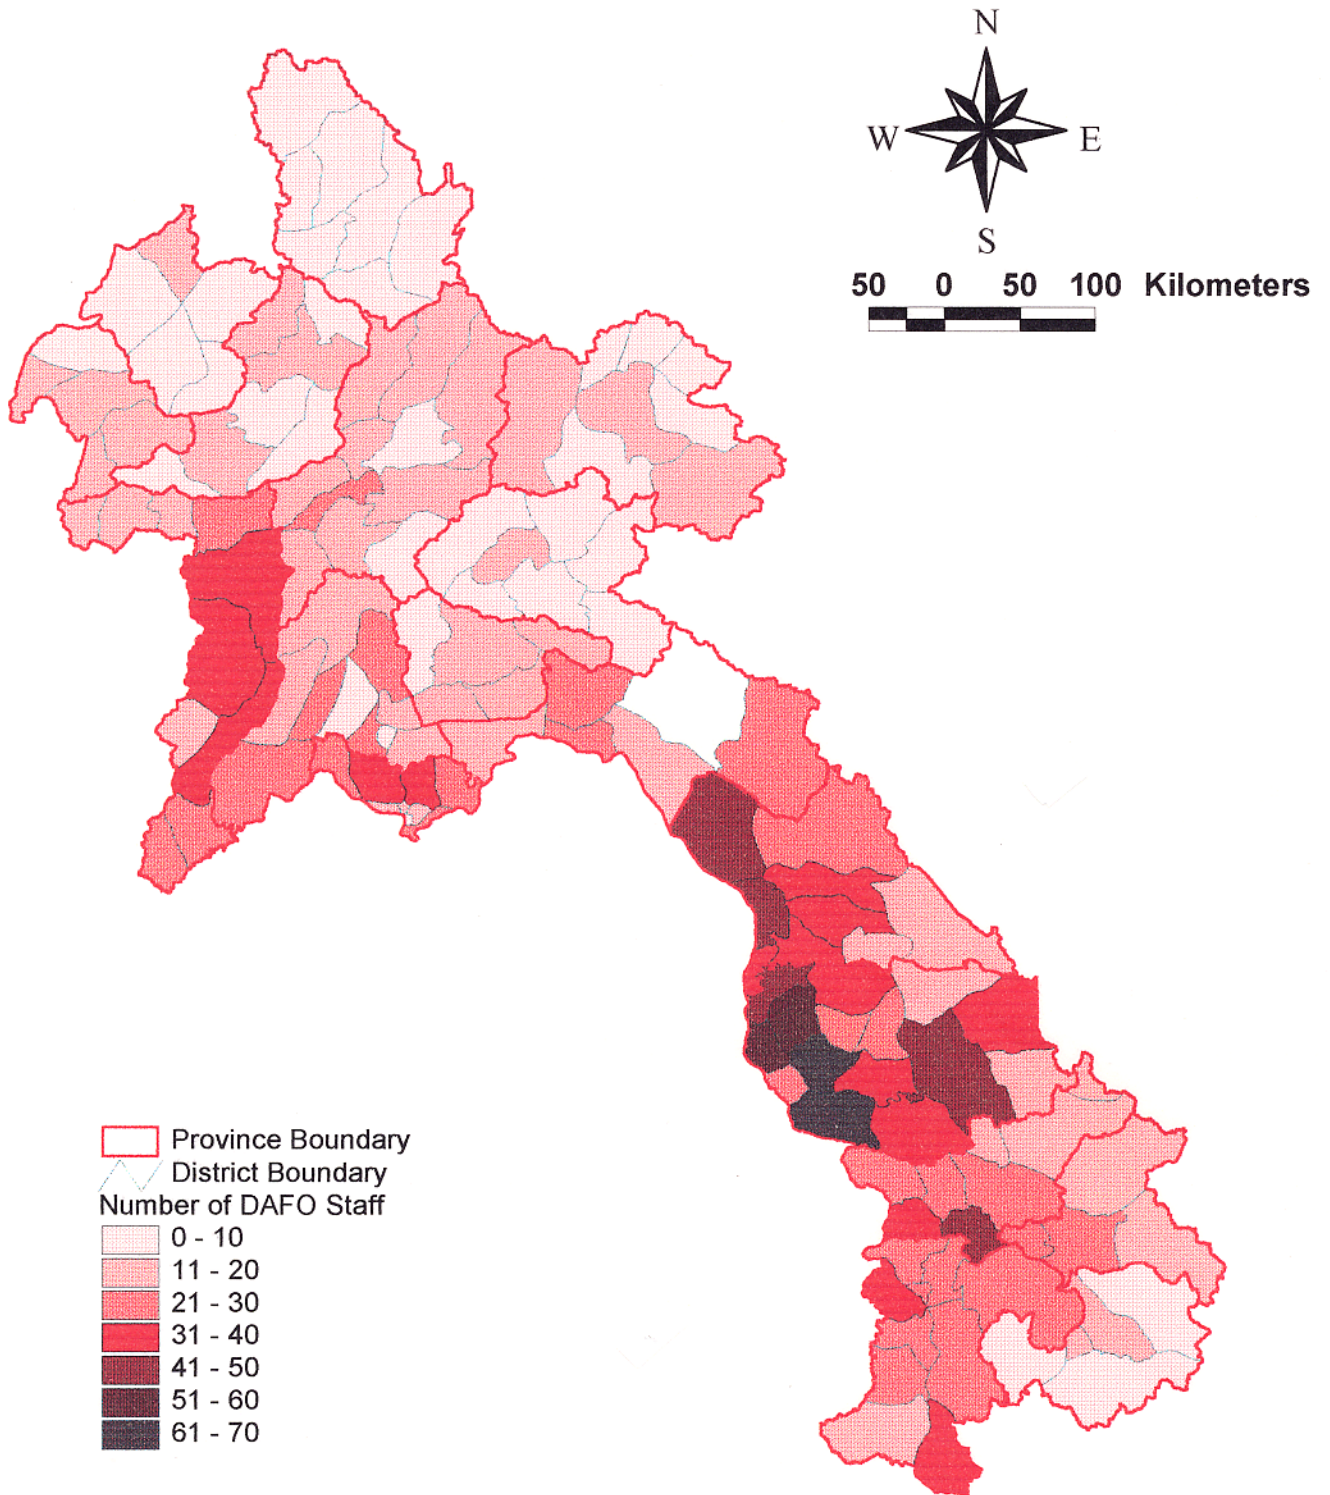 N
W E
S
50 0 50 100 Kilometers
Province Boundary
District Boundary
Number of DAFO Staff
0 - 10
11 - 20
21 - 30
31 - 40
41 - 50
51 - 60
61 - 70